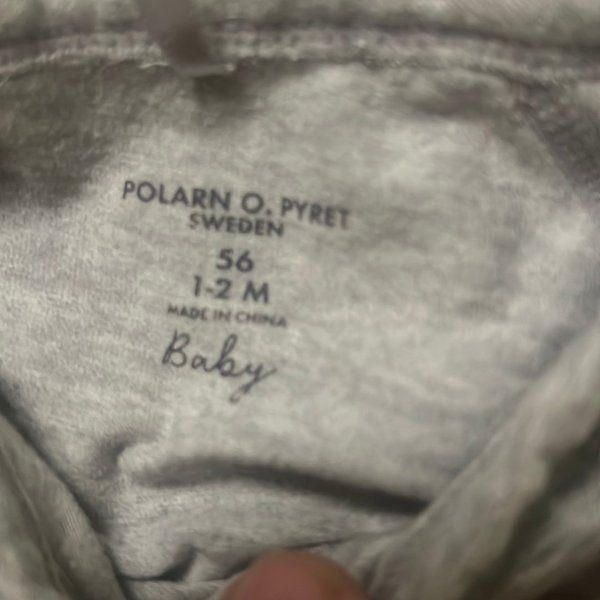 POLARN O. PYRET
SWEDEN
56
1-2 M
MADE IN CHINA
Baby